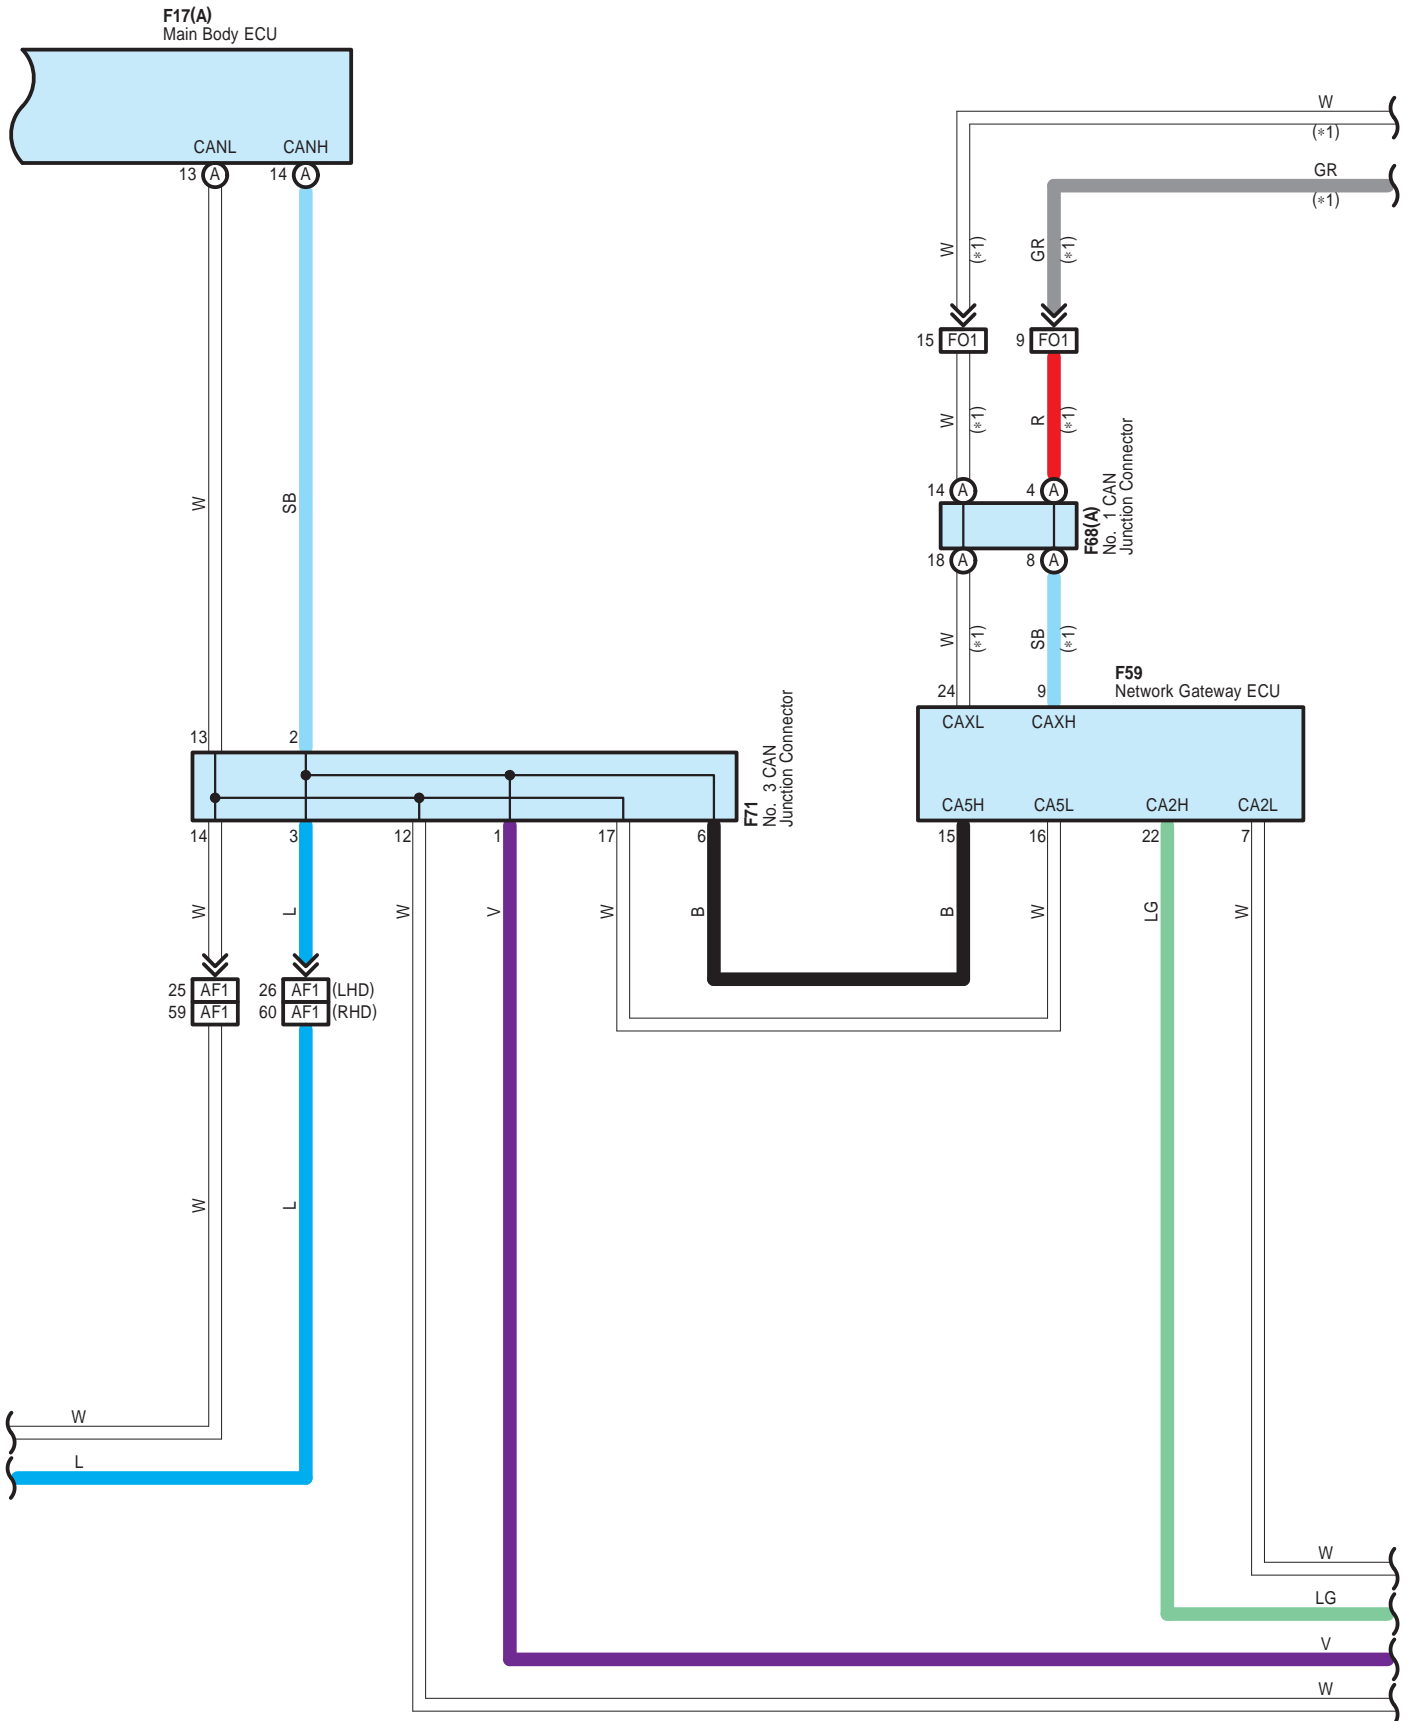 F17(A)
Main Body ECU
CANL CANH
13 A 14 A
W
(*1)
GR
(*1)
W
(*1)
GR
(*1)
15 FO1 9 FO1
W
(*1)
R
(*1)
14 A 4 A
F68(A)
No. 1 CAN
Junction Connector
18 A 8 A
W
SB
W
(*1)
SB
(*1)
F59
Network Gateway ECU
24 9
CAXL CAXH
CA5H CA5L CA2H CA2L
15 16 22 7
13 2
F71
No. 3 CAN
Junction Connector
14 3 12 1 17 6
W L W V W B B W LG W
25 AF1 26 AF1 (LHD)
59 AF1 60 AF1 (RHD)
W L
W
L
W
LG
V
W